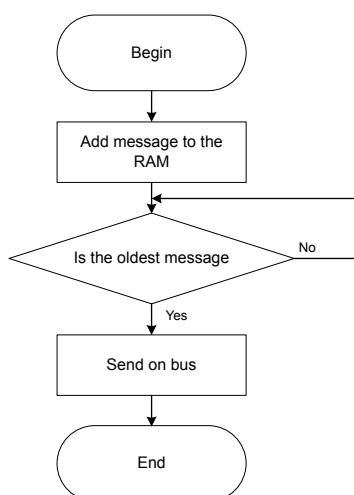 Begin
Add message to the
RAM
Is the oldest message
No
Yes
Send on bus
End